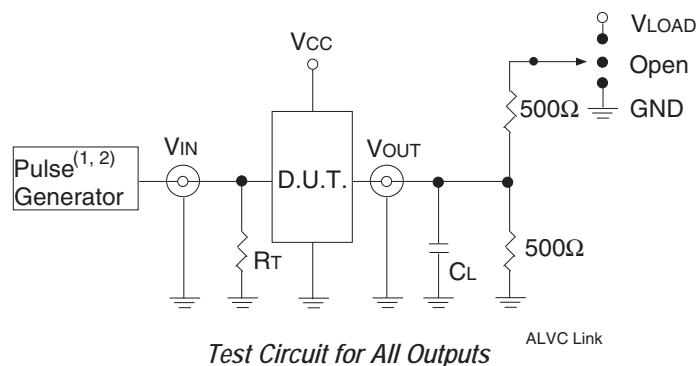 VLOAD
VCC
Open
500Ω
GND
VIN
VOUT
Pulse(1, 2)
Generator
D.U.T.
RT
CL
500Ω
ALVC Link
Test Circuit for All Outputs